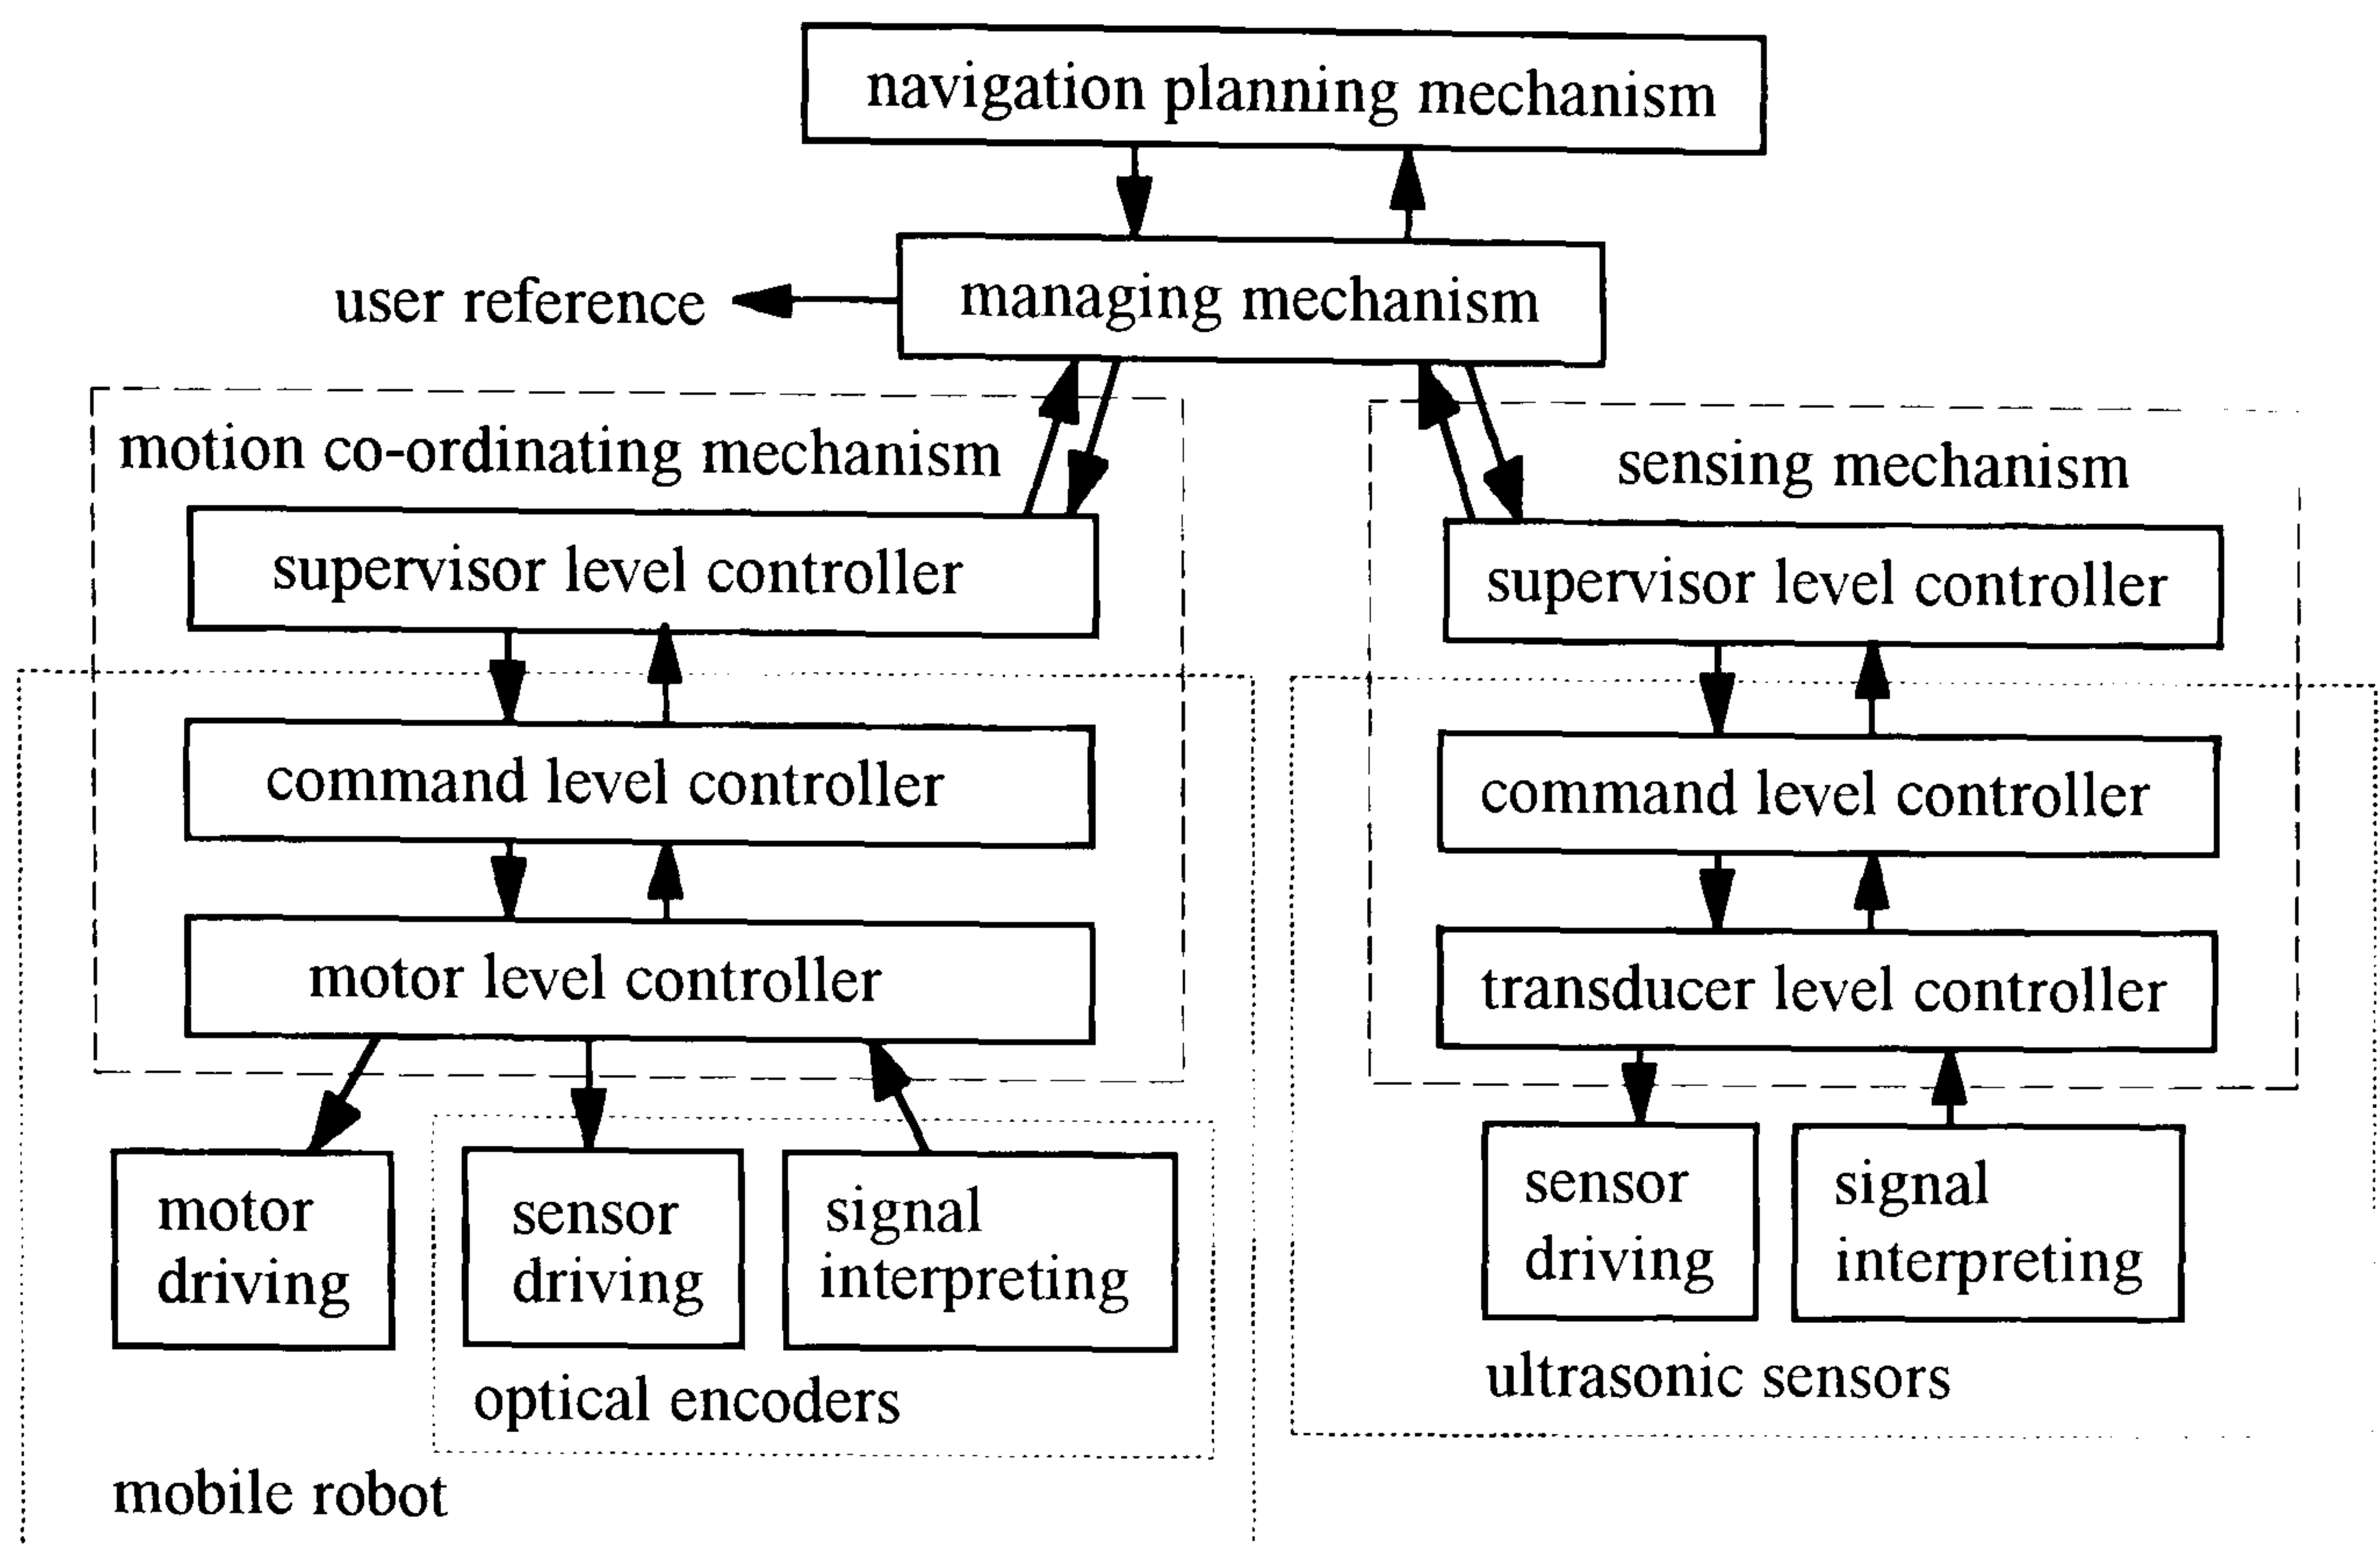 navigation planning mechanism
managing mechanism
user reference
motion co-ordinating mechanism
supervisor level controller
command level controller
motor level controller
motor
driving
sensor
driving
signal
interpreting
optical encoders
mobile robot
sensing mechanism
supervisor level controller
command level controller
transducer level controller
sensor
driving
signal
interpreting
ultrasonic sensors